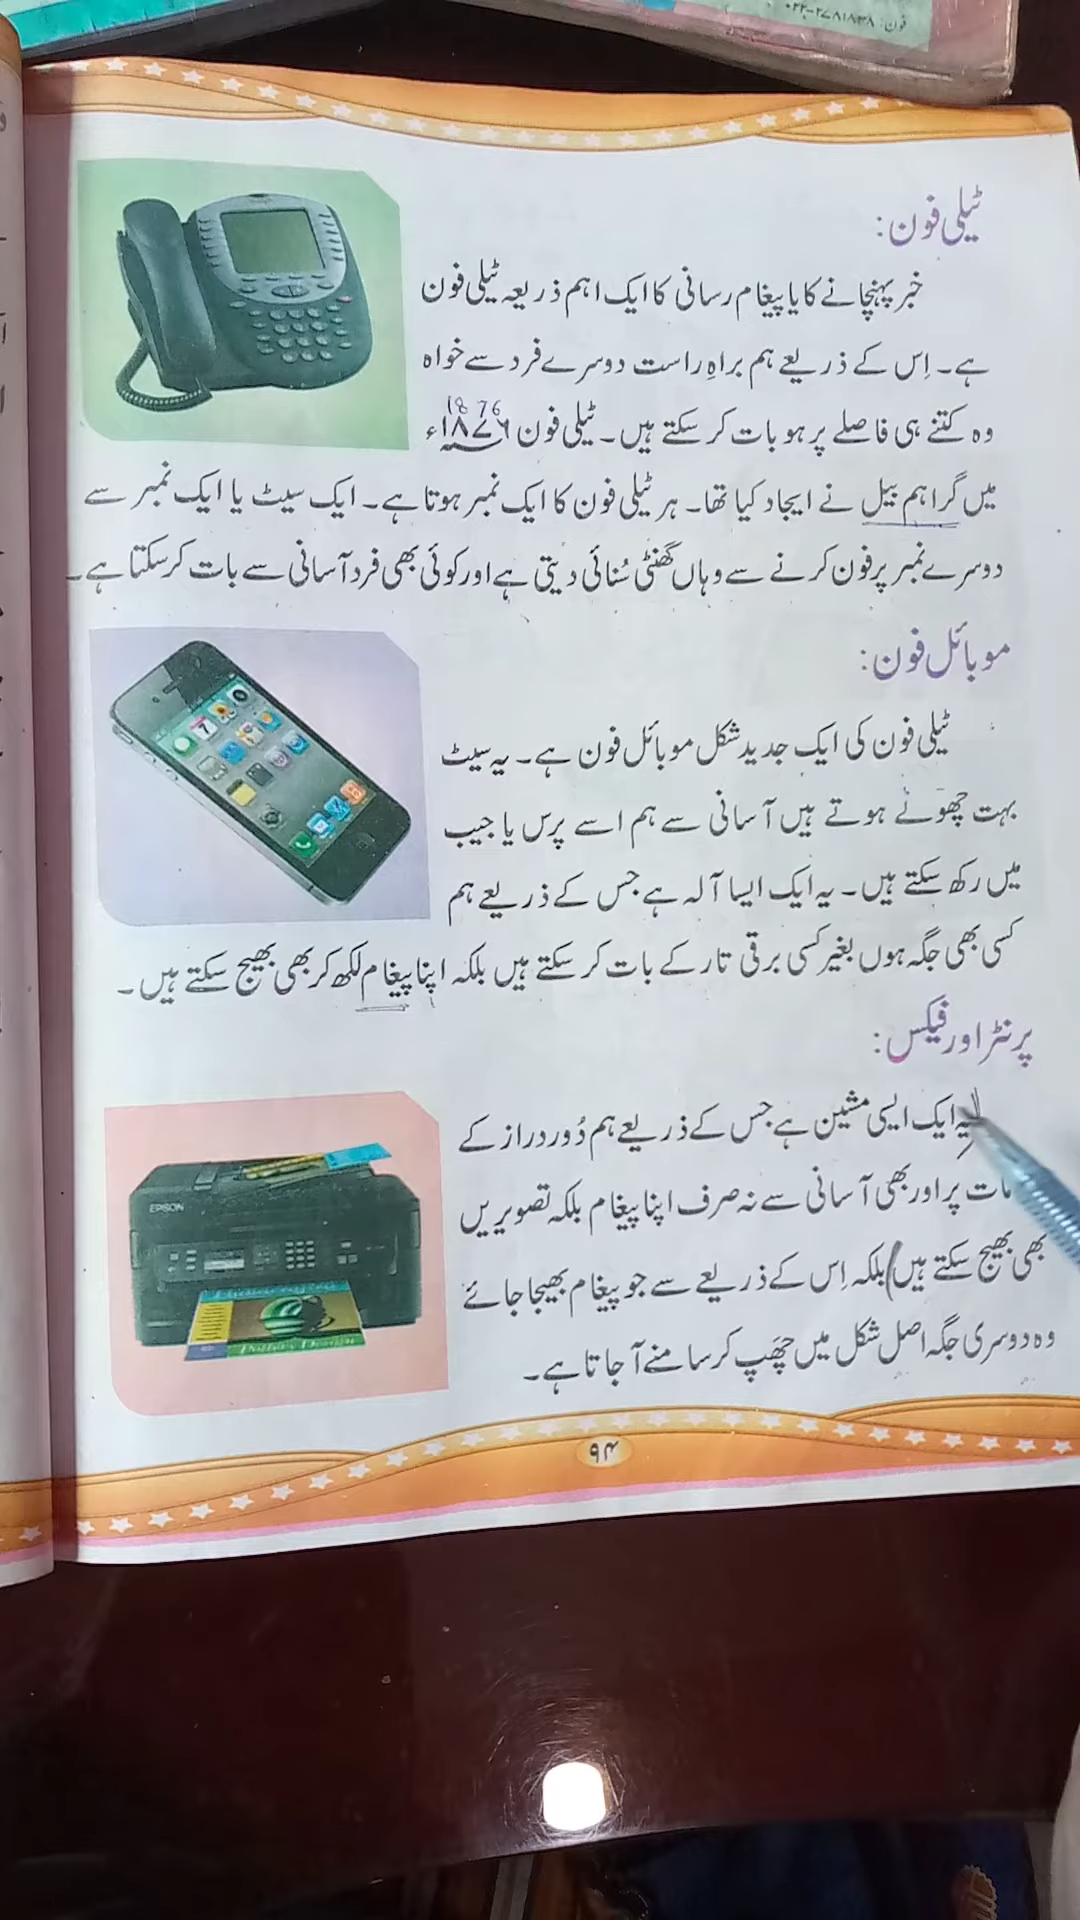 فون: ۰۲۲-۲۷۸۱۸۳۸
ٹیلی فون:
خبر پہنچانے کا یا پیغام رسانی کا ایک اہم ذریعہ ٹیلی فون
ہے۔ اِس کے ذریعے ہم براہِ راست دوسرے فرد سے خواہ
18 76
وہ کتنے ہی فاصلے پر ہو بات کر سکتے ہیں۔ ٹیلی فون ۱۸۷۶ء
میں گراہم بیل نے ایجاد کیا تھا۔ ہر ٹیلی فون کا ایک نمبر ہوتا ہے۔ ایک سیٹ یا ایک نمبر سے
دوسرے نمبر پر فون کرنے سے وہاں گھنٹی سُنائی دیتی ہے اور کوئی بھی فرد آسانی سے بات کر سکتا ہے۔
موبائل فون:
ٹیلی فون کی ایک جدید شکل موبائل فون ہے۔ یہ سیٹ
بہت چھوٹے ہوتے ہیں آسانی سے ہم اسے پرس یا جیب
میں رکھ سکتے ہیں۔ یہ ایک ایسا آلہ ہے جس کے ذریعے ہم
کسی بھی جگہ ہوں بغیر کسی برقی تار کے بات کر سکتے ہیں بلکہ اپنا پیغام لکھ کر بھی بھیج سکتے ہیں۔
پرنٹر اور فیکس:
یہ ایک ایسی مشین ہے جس کے ذریعے ہم دُور دراز کے
پر اور بھی آسانی سے نہ صرف اپنا پیغام بلکہ تصویریں
بھی بھیج سکتے ہیں بلکہ اِس کے ذریعے سے جو پیغام بھیجا جائے
وہ دوسری جگہ اصل شکل میں چھَپ کر سامنے آ جاتا ہے۔
EPSON
۹۴